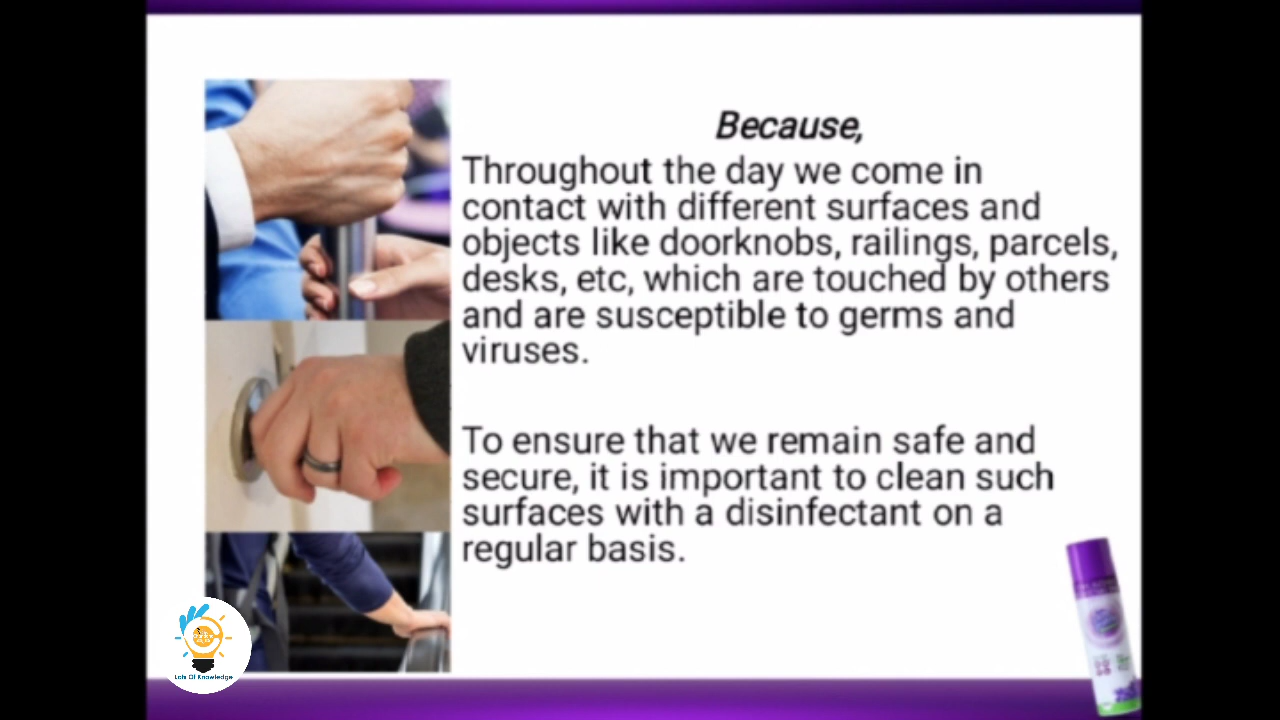 Because,
Throughout the day we come in
contact with different surfaces and
objects like doorknobs, railings, parcels,
desks, etc, which are touched by others
and are susceptible to germs and
viruses.
To ensure that we remain safe and
secure, it is important to clean such
surfaces with a disinfectant on a
regular basis.
Lots Of Knowledge